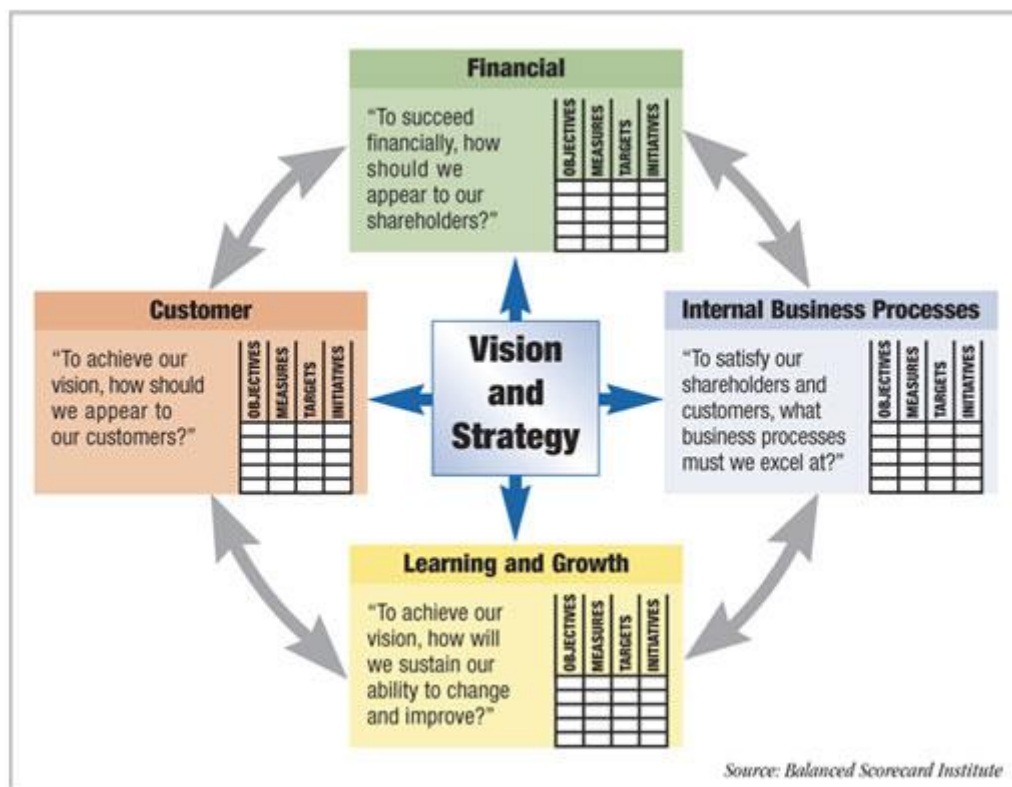 Financial
“To succeed
financially, how
should we
appear to our
shareholders?”
OBJECTIVES
MEASURES
TARGETS
INITIATIVES
Customer
“To achieve our
vision, how should
we appear to
our customers?”
OBJECTIVES
MEASURES
TARGETS
INITIATIVES
Vision
and
Strategy
Internal Business Processes
“To satisfy our
shareholders and
customers, what
business processes
must we excel at?”
OBJECTIVES
MEASURES
TARGETS
INITIATIVES
Learning and Growth
“To achieve our
vision, how will
we sustain our
ability to change
and improve?”
OBJECTIVES
MEASURES
TARGETS
INITIATIVES
Source: Balanced Scorecard Institute